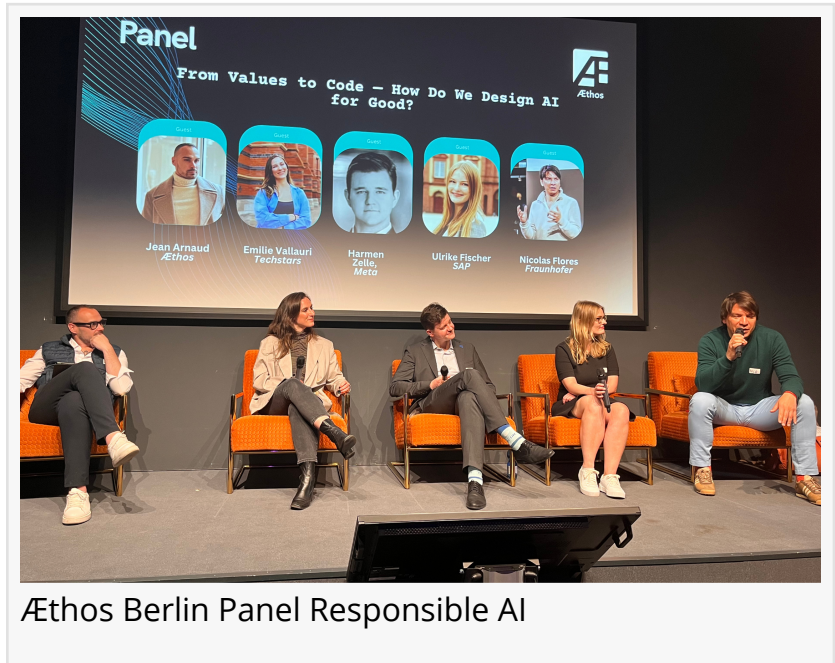 Panel
From Values to Code – How Do We Design AI
for Good?
Æ
Æthos
Guest
Guest
Guest
Guest
Guest
Jean Arnaud
Æthos
Emilie Vallauri
Techstars
Harmen
Zelle,
Meta
Ulrike Fischer
SAP
Nicolas Flores
Fraunhofer
Æthos Berlin Panel Responsible AI